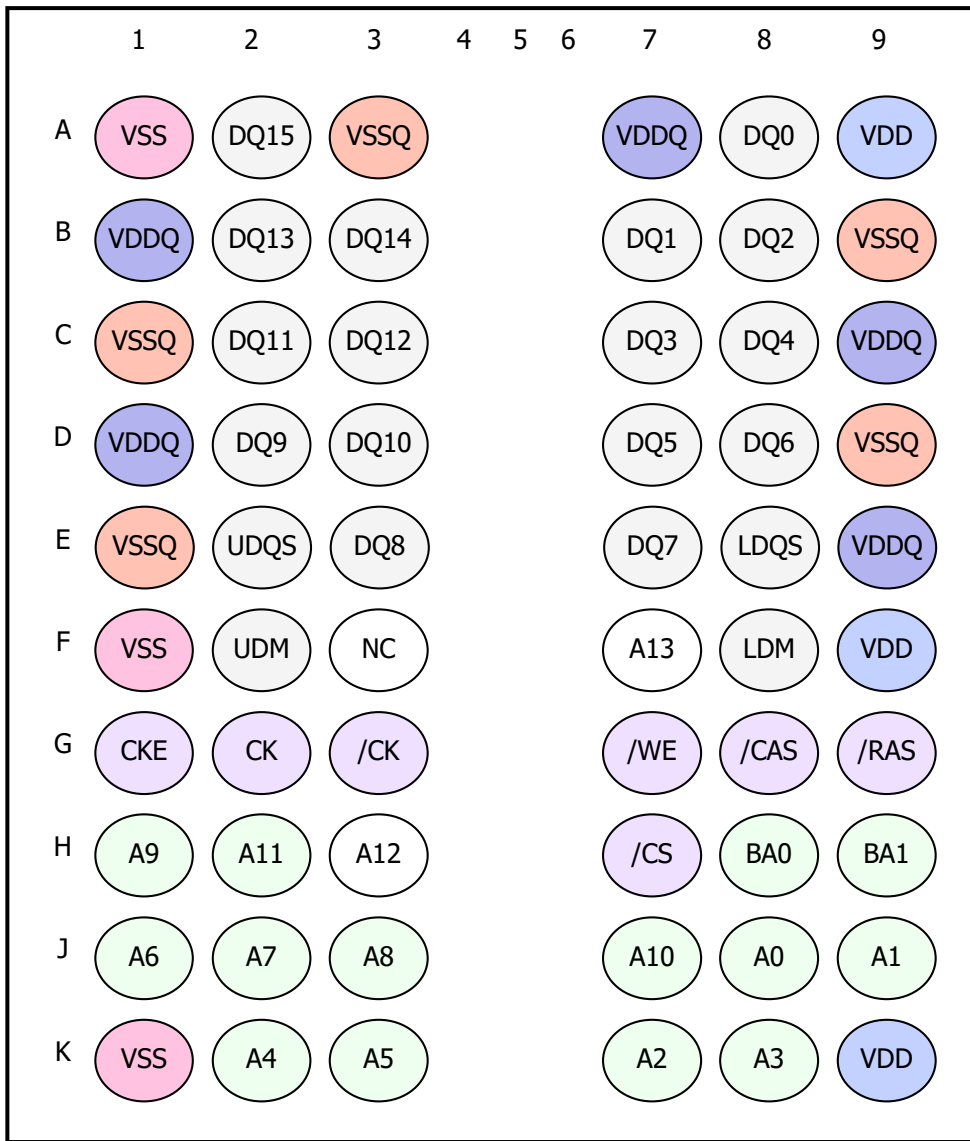 1 2 3 4 5 6 7 8 9
A VSS DQ15 VSSQ VDDQ DQ0 VDD
B VDDQ DQ13 DQ14 DQ1 DQ2 VSSQ
C VSSQ DQ11 DQ12 DQ3 DQ4 VDDQ
D VDDQ DQ9 DQ10 DQ5 DQ6 VSSQ
E VSSQ UDQS DQ8 DQ7 LDQS VDDQ
F VSS UDM NC A13 LDM VDD
G CKE CK /CK /WE /CAS /RAS
H A9 A11 A12 /CS BA0 BA1
J A6 A7 A8 A10 A0 A1
K VSS A4 A5 A2 A3 VDD